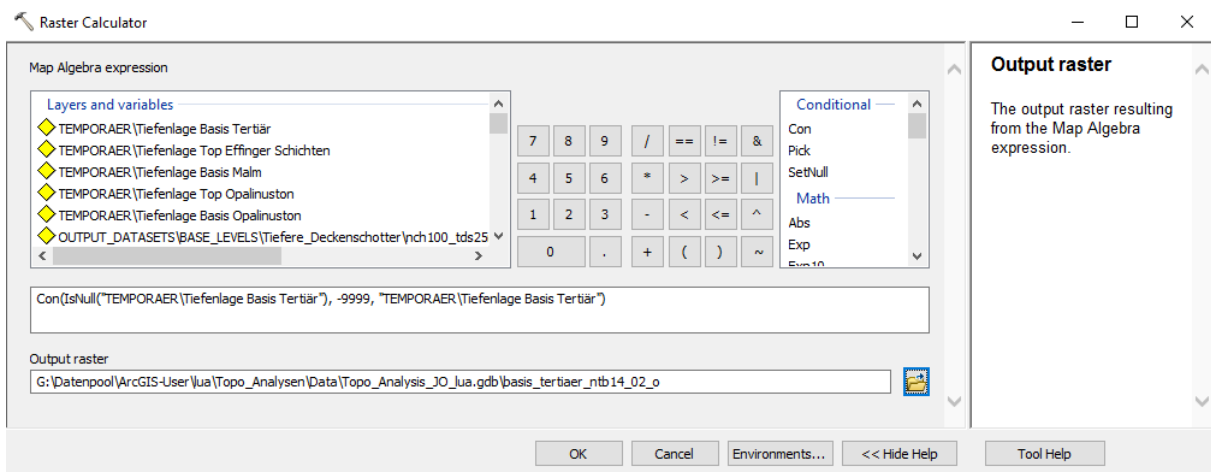 Raster Calculator
Map Algebra expression
Layers and variables
TEMPORAER\Tiefenlage Basis Tertiär
TEMPORAER\Tiefenlage Top Effinger Schichten
TEMPORAER\Tiefenlage Basis Malm
TEMPORAER\Tiefenlage Top Opalinuston
TEMPORAER\Tiefenlage Basis Opalinuston
OUTPUT_DATASETS\BASE_LEVELS\Tiefere_Deckenschotter\nch100_tds25
7 8 9 / == != &
4 5 6 * > >= |
1 2 3 - < <= ^
0 . + ( ) ~
Conditional
Con
Pick
SetNull
Math
Abs
Exp
Exp10
Con(IsNull("TEMPORAER\Tiefenlage Basis Tertiär"), -9999, "TEMPORAER\Tiefenlage Basis Tertiär")
Output raster
G:\Datenpool\ArcGIS-User\lua\Topo_Analysen\Data\Topo_Analysis_JO_lua.gdb\basis_tertiaer_ntb14_02_o
OK Cancel Environments... << Hide Help Tool Help
Output raster
The output raster resulting
from the Map Algebra
expression.